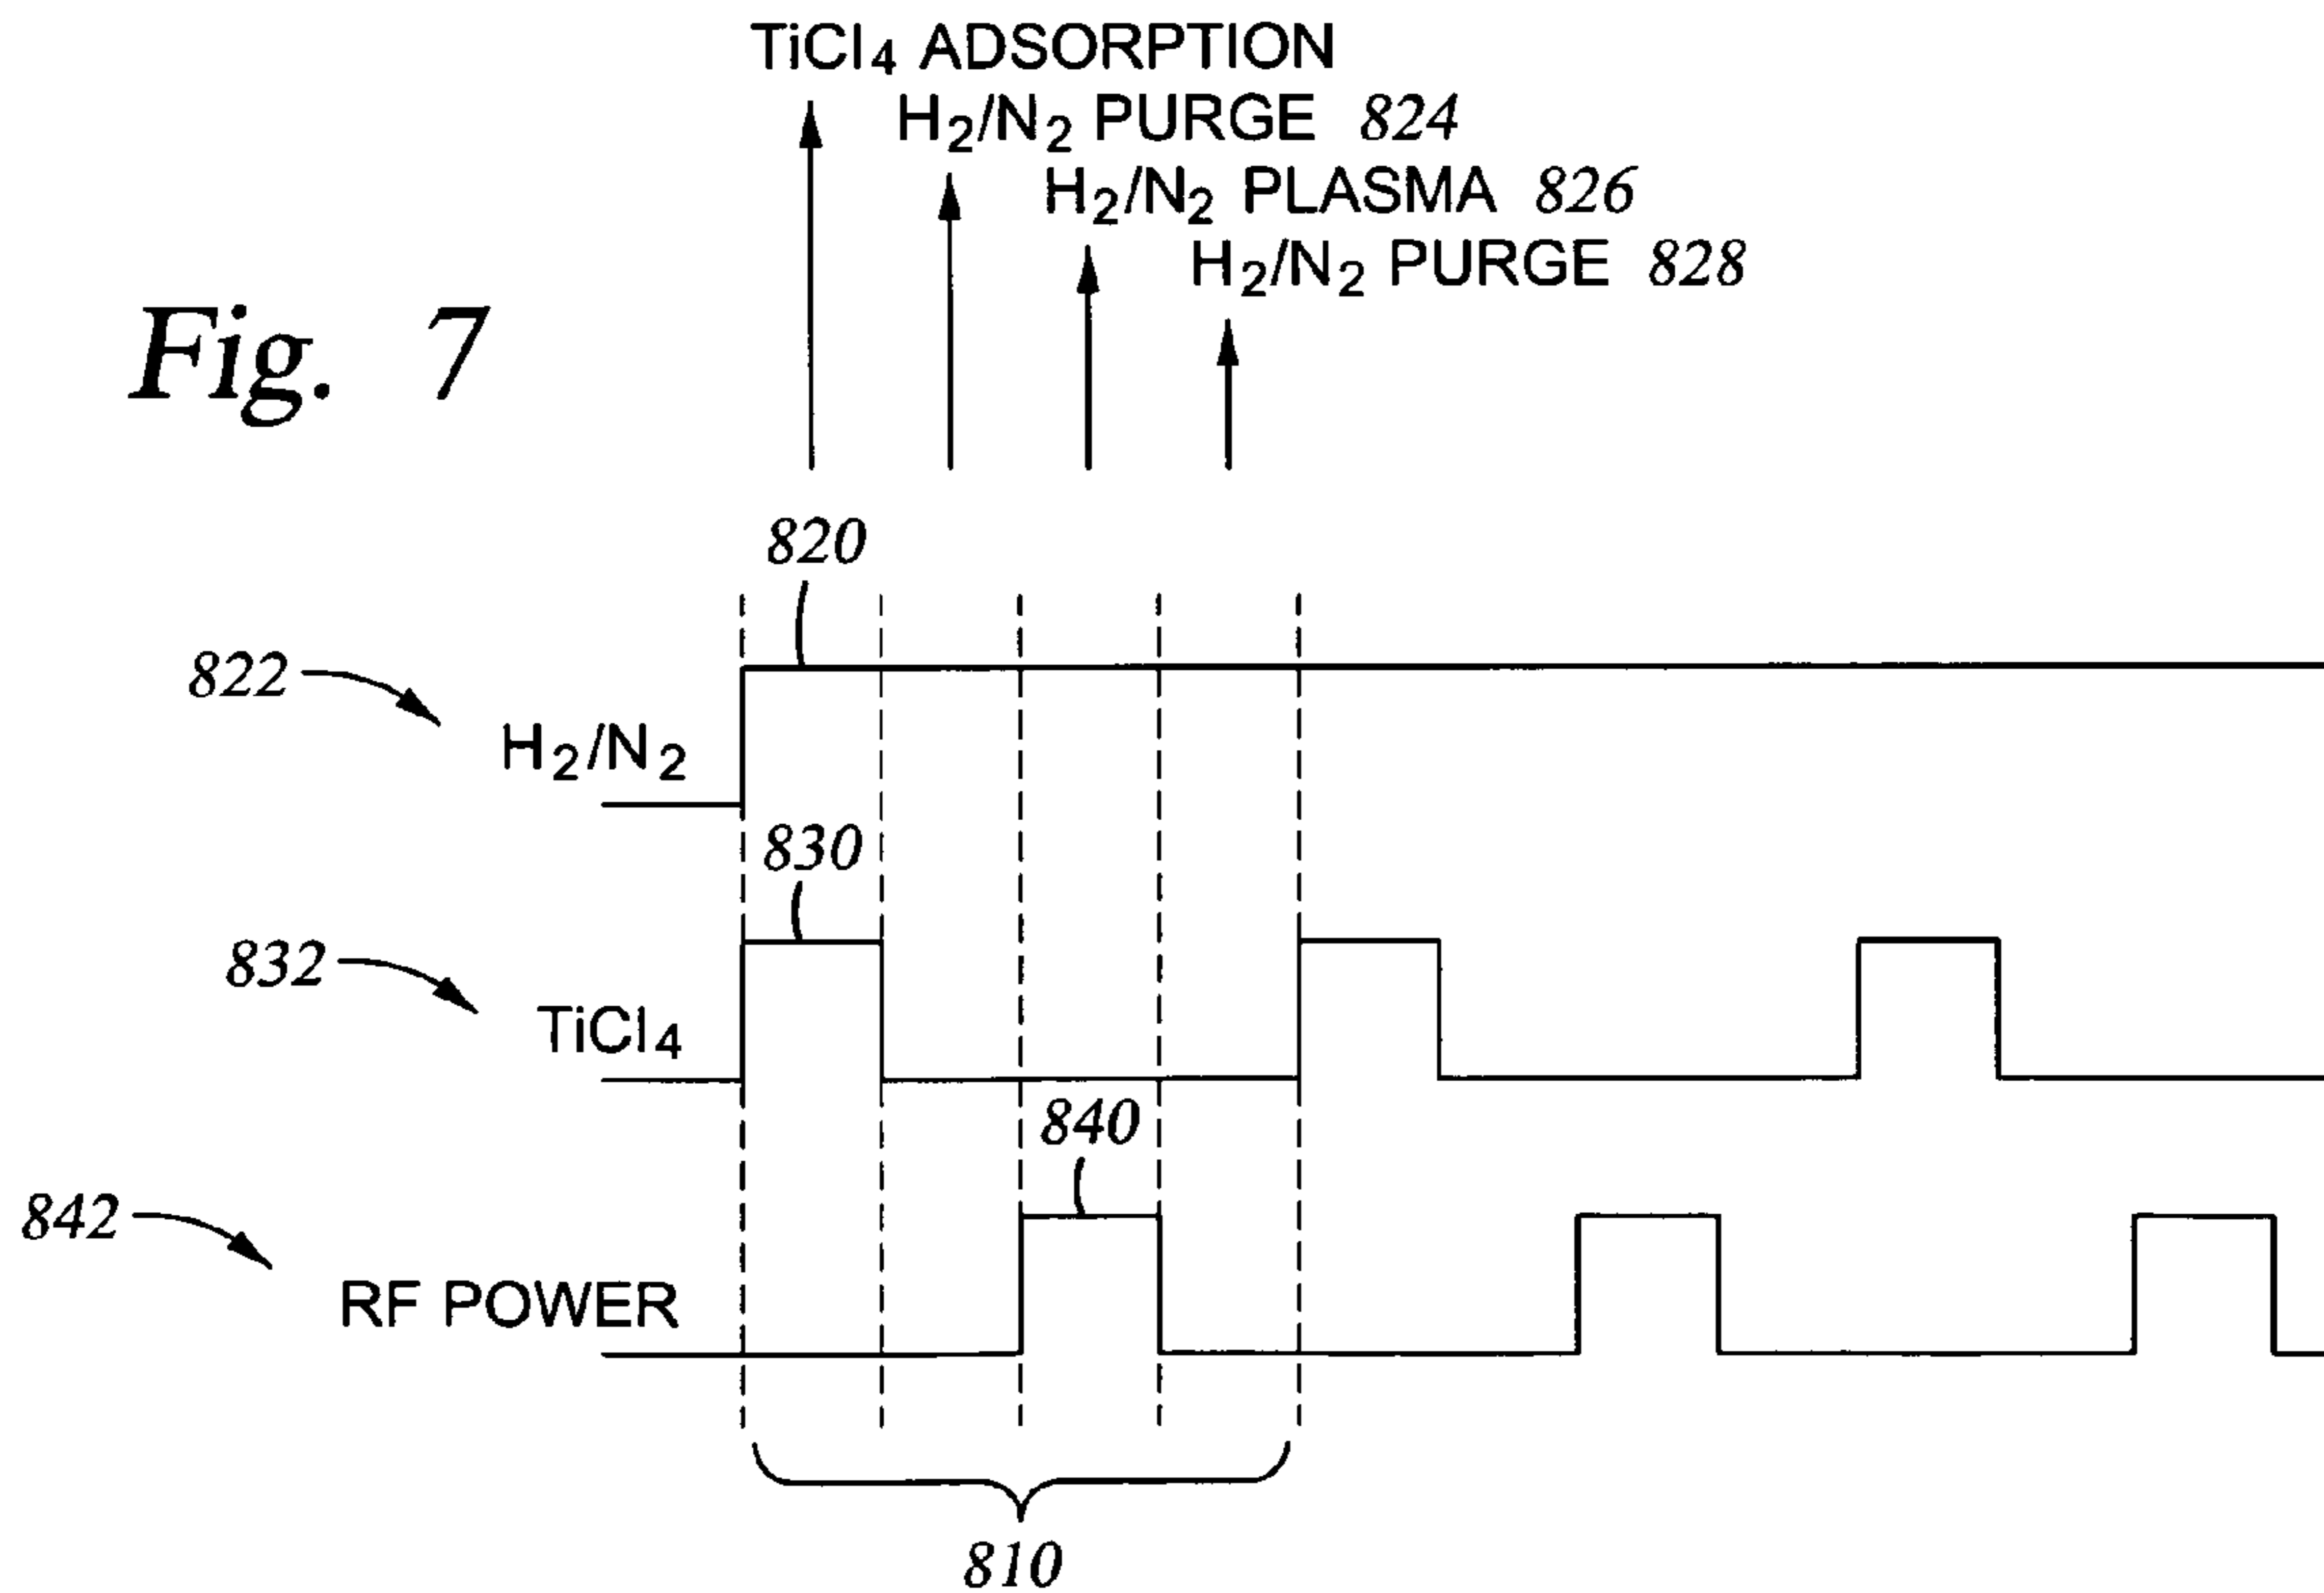 TiCl4 ADSORPTION
H2/N2 PURGE 824
H2/N2 PLASMA 826
H2/N2 PURGE 828
Fig. 7
820
822
H2/N2
830
832
TiCl4
840
842
RF POWER
810